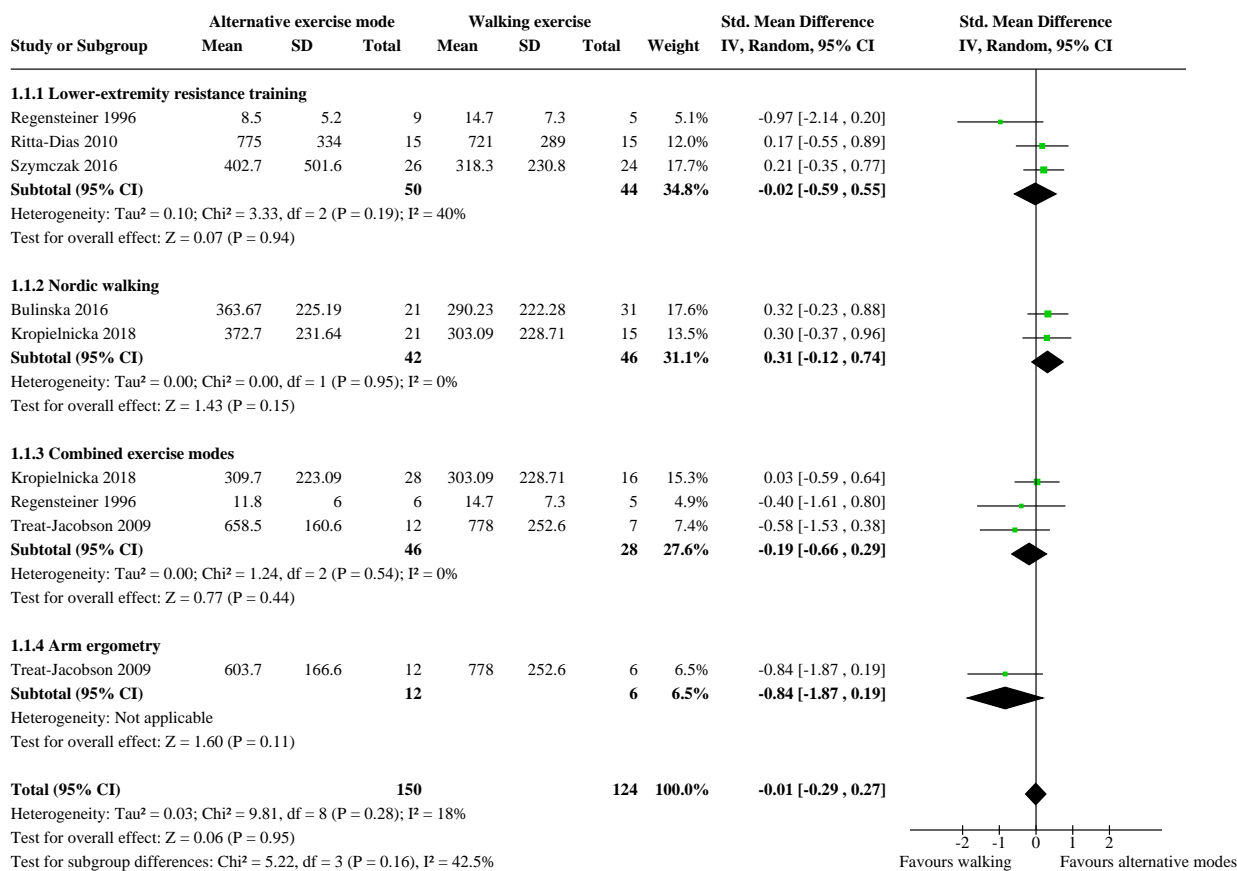 Alternative exercise mode Walking exercise Std. Mean Difference Std. Mean Difference
Study or Subgroup Mean SD Total Mean SD Total Weight IV, Random, 95% CI IV, Random, 95% CI
1.1.1 Lower-extremity resistance training
Regensteiner 1996 8.5 5.2 9 14.7 7.3 5 5.1% -0.97 [-2.14 , 0.20]
Ritta-Dias 2010 775 334 15 721 289 15 12.0% 0.17 [-0.55 , 0.89]
Szymczak 2016 402.7 501.6 26 318.3 230.8 24 17.7% 0.21 [-0.35 , 0.77]
Subtotal (95% CI) 50 44 34.8% -0.02 [-0.59 , 0.55]
Heterogeneity: Tau² = 0.10; Chi² = 3.33, df = 2 (P = 0.19); I² = 40%
Test for overall effect: Z = 0.07 (P = 0.94)
1.1.2 Nordic walking
Bulinska 2016 363.67 225.19 21 290.23 222.28 31 17.6% 0.32 [-0.23 , 0.88]
Kropielnicka 2018 372.7 231.64 21 303.09 228.71 15 13.5% 0.30 [-0.37 , 0.96]
Subtotal (95% CI) 42 46 31.1% 0.31 [-0.12 , 0.74]
Heterogeneity: Tau² = 0.00; Chi² = 0.00, df = 1 (P = 0.95); I² = 0%
Test for overall effect: Z = 1.43 (P = 0.15)
1.1.3 Combined exercise modes
Kropielnicka 2018 309.7 223.09 28 303.09 228.71 16 15.3% 0.03 [-0.59 , 0.64]
Regensteiner 1996 11.8 6 6 14.7 7.3 5 4.9% -0.40 [-1.61 , 0.80]
Treat-Jacobson 2009 658.5 160.6 12 778 252.6 7 7.4% -0.58 [-1.53 , 0.38]
Subtotal (95% CI) 46 28 27.6% -0.19 [-0.66 , 0.29]
Heterogeneity: Tau² = 0.00; Chi² = 1.24, df = 2 (P = 0.54); I² = 0%
Test for overall effect: Z = 0.77 (P = 0.44)
1.1.4 Arm ergometry
Treat-Jacobson 2009 603.7 166.6 12 778 252.6 6 6.5% -0.84 [-1.87 , 0.19]
Subtotal (95% CI) 12 6 6.5% -0.84 [-1.87 , 0.19]
Heterogeneity: Not applicable
Test for overall effect: Z = 1.60 (P = 0.11)
Total (95% CI) 150 124 100.0% -0.01 [-0.29 , 0.27]
Heterogeneity: Tau² = 0.03; Chi² = 9.81, df = 8 (P = 0.28); I² = 18%
Test for overall effect: Z = 0.06 (P = 0.95)
-2 -1 0 1 2
Test for subgroup differences: Chi² = 5.22, df = 3 (P = 0.16), I² = 42.5%
Favours walking Favours alternative modes